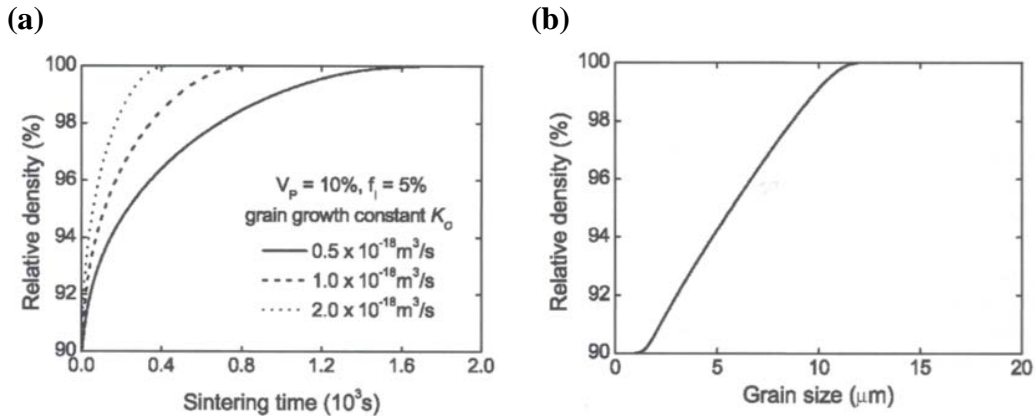 (a)
(b)
Relative density (%)
100
98
96
94
92
90
V_P = 10%, f_l = 5%
grain growth constant K_O
0.5 x 10^-18 m^3/s
1.0 x 10^-18 m^3/s
2.0 x 10^-18 m^3/s
0.0 0.4 0.8 1.2 1.6 2.0
Sintering time (10^3s)
Relative density (%)
100
98
96
94
92
90
0 5 10 15 20
Grain size (μm)